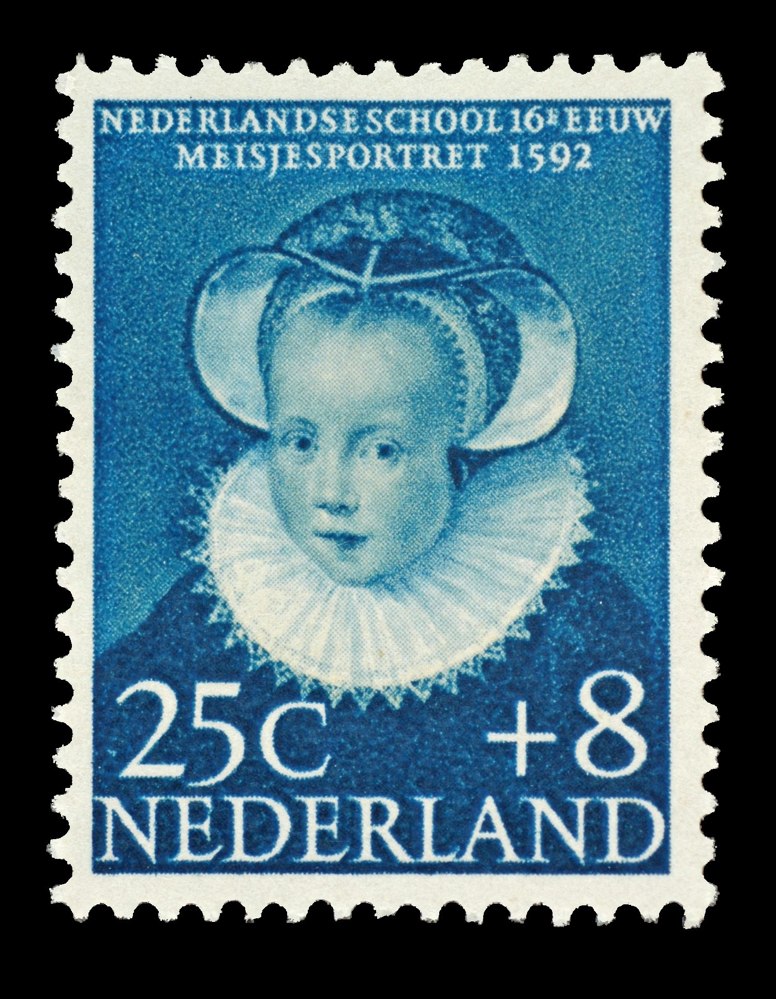 NEDERLANDSE SCHOOL 16E EEUW
MEISJESPORTRET 1592
25C +8
NEDERLAND